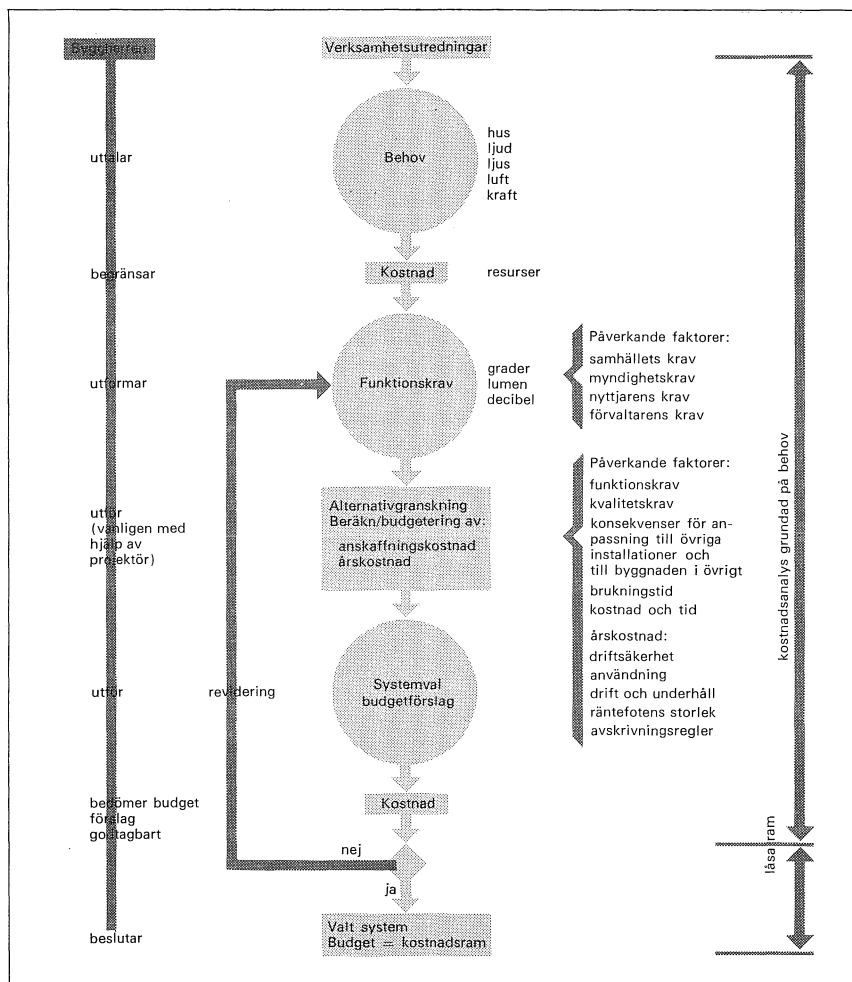 Byggherren
Verksamhetsutredningar
uttalar
Behov
hus
ljud
ljus
luft
kraft
begränsar
Kostnad
resurser
utformar
Funktionskrav
grader
lumen
decibel
Påverkande faktorer:
samhällets krav
myndighetskrav
nyttjarens krav
förvaltarens krav
utför
(vanligen med
hjälp av
projektör)
Alternativgranskning
Beräkn/budgetering av:
anskaffningskostnad
årskostnad
Påverkande faktorer:
funktionskrav
kvalitetskrav
konsekvenser för an-
passning till övriga
installationer och
till byggnaden i övrigt
brukningstid
kostnad och tid
årskostnad:
driftsäkerhet
användning
drift och underhåll
räntefotens storlek
avskrivningsregler
kostnadsanalys grundad på behov
utför
revidering
Systemval
budgetförslag
bedömer budget
förslag
godtagbart
Kostnad
nej
ja
låsa ram
beslutar
Valt system
Budget = kostnadsram